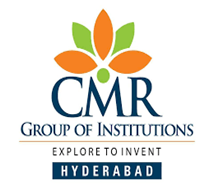 CMR
GROUP OF INSTITUTIONS
EXPLORE TO INVENT
HYDERABAD